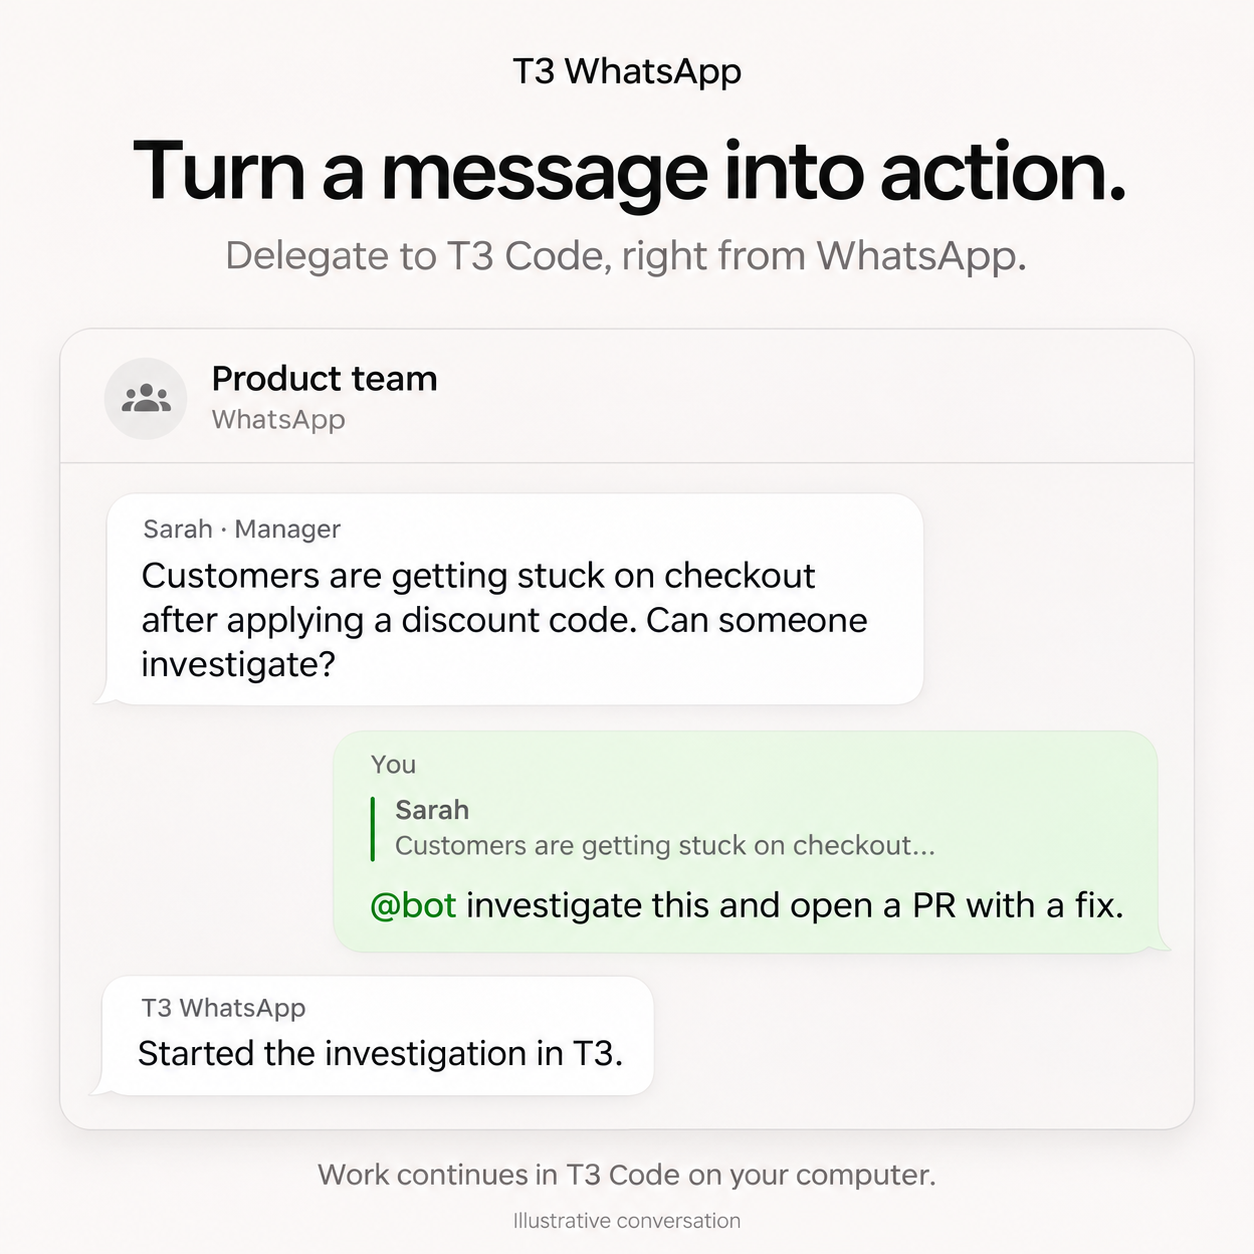 T3 WhatsApp
Turn a message into action.
Delegate to T3 Code, right from WhatsApp.
Product team
WhatsApp
Sarah · Manager
Customers are getting stuck on checkout
after applying a discount code. Can someone
investigate?
You
Sarah
Customers are getting stuck on checkout...
@bot investigate this and open a PR with a fix.
T3 WhatsApp
Started the investigation in T3.
Work continues in T3 Code on your computer.
Illustrative conversation